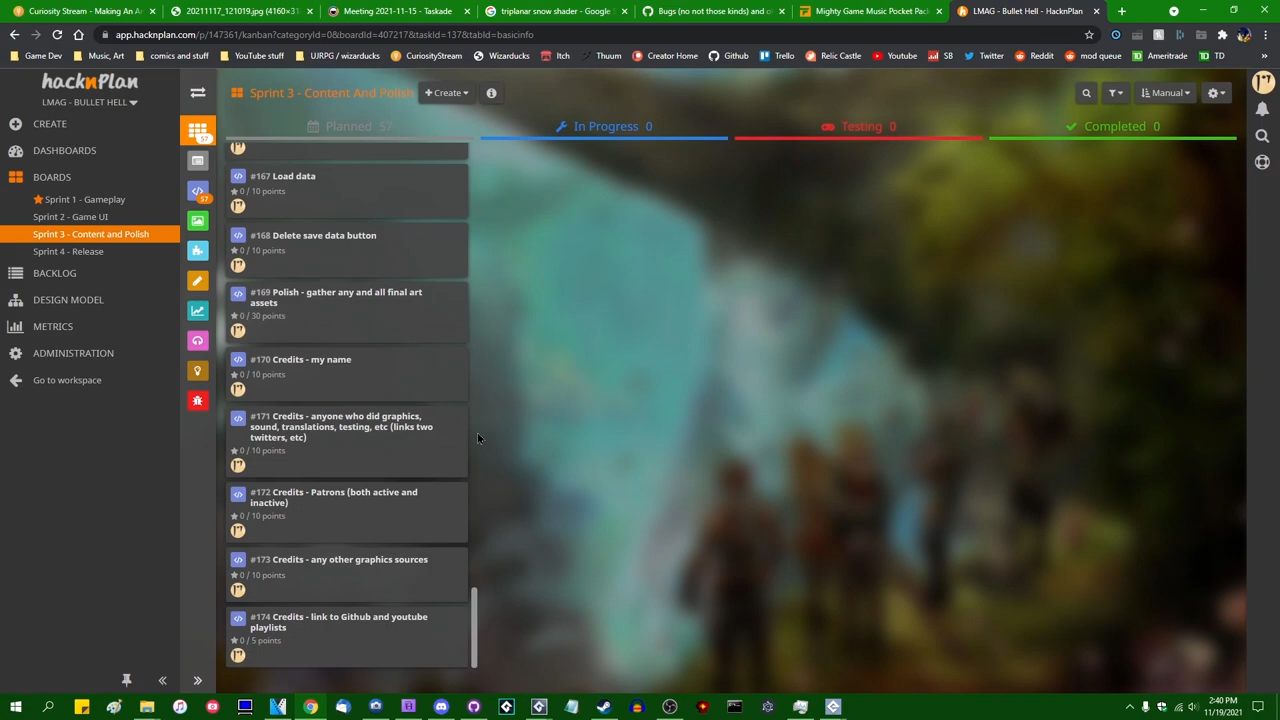 Curiosity Stream - Making An A
20211117_121019.jpg (4160×31
Meeting 2021-11-15 - Taskade
triplanar snow shader - Google S
Bugs (no not those kinds) and o
Mighty Game Music Pocket Pack
LMAG - Bullet Hell - HacknPlan
app.hacknplan.com/p/147361/kanban?categoryId=0&boardId=407217&taskId=137&tabId=basicinfo
Game Dev
Music, Art
comics and stuff
YouTube stuff
UJRPG / wizardducks
CuriosityStream
Wizarducks
Itch
Thuum
Creator Home
Github
Trello
Relic Castle
Youtube
SB
Twitter
Reddit
mod queue
Ameritrade
TD
hacknPlan
LMAG - BULLET HELL
CREATE
DASHBOARDS
BOARDS
Sprint 1 - Gameplay
Sprint 2 - Game UI
Sprint 3 - Content and Polish
Sprint 4 - Release
BACKLOG
DESIGN MODEL
METRICS
ADMINISTRATION
Go to workspace
57
57
Sprint 3 - Content And Polish
+ Create
Manual
Planned 57
In Progress 0
Testing 0
Completed 0
#167 Load data
0 / 10 points
#168 Delete save data button
0 / 10 points
#169 Polish - gather any and all final art
assets
0 / 30 points
#170 Credits - my name
0 / 10 points
#171 Credits - anyone who did graphics,
sound, translations, testing, etc (links two
twitters, etc)
0 / 10 points
#172 Credits - Patrons (both active and
inactive)
0 / 10 points
#173 Credits - any other graphics sources
0 / 10 points
#174 Credits - link to Github and youtube
playlists
0 / 5 points
2:40 PM
11/19/2021